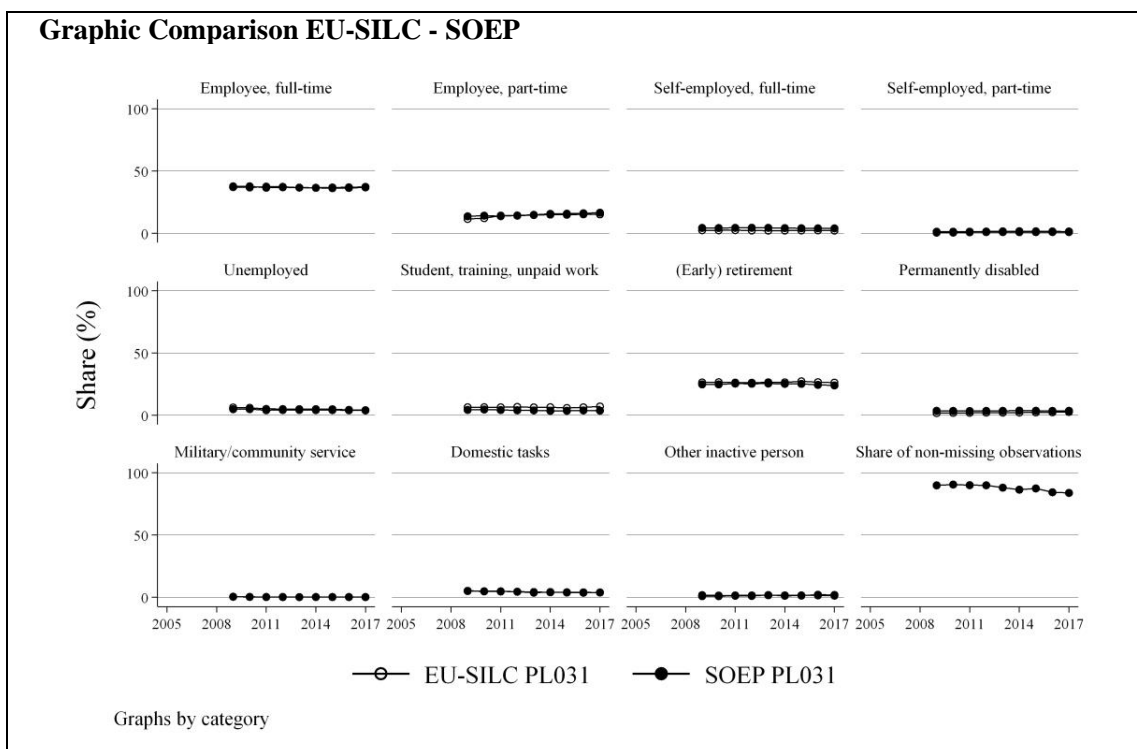 Graphic Comparison EU-SILC - SOEP
Employee, full-time
Employee, part-time
Self-employed, full-time
Self-employed, part-time
100
50
0
Unemployed
Student, training, unpaid work
(Early) retirement
Permanently disabled
100
50
0
Share (%)
Military/community service
Domestic tasks
Other inactive person
Share of non-missing observations
100
50
0
2005 2008 2011 2014 2017 2005 2008 2011 2014 2017 2005 2008 2011 2014 2017 2005 2008 2011 2014 2017
EU-SILC PL031 SOEP PL031
Graphs by category